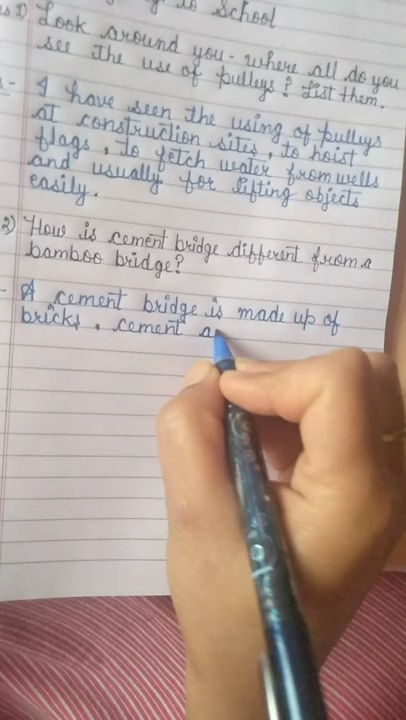 to School
1) Look around you. where all do you
see the use of pulleys? List them.
- I have seen the using of pulleys
at construction sites, to hoist
flags, to fetch water from wells
and usually for lifting objects
easily.
2) How is cement bridge different from a
bamboo bridge?
- A cement bridge is made up of
bricks, cement a